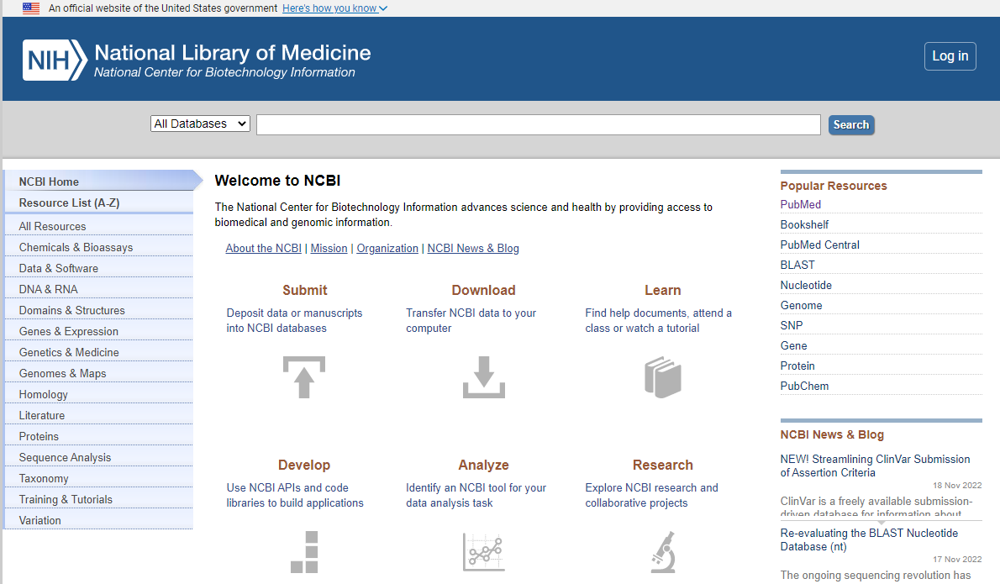 An official website of the United States government Here's how you know
NIH National Library of Medicine
National Center for Biotechnology Information
Log in
All Databases
Search
NCBI Home
Resource List (A-Z)
All Resources
Chemicals & Bioassays
Data & Software
DNA & RNA
Domains & Structures
Genes & Expression
Genetics & Medicine
Genomes & Maps
Homology
Literature
Proteins
Sequence Analysis
Taxonomy
Training & Tutorials
Variation
Welcome to NCBI
The National Center for Biotechnology Information advances science and health by providing access to
biomedical and genomic information.
About the NCBI | Mission | Organization | NCBI News & Blog
Submit
Deposit data or manuscripts
into NCBI databases
Download
Transfer NCBI data to your
computer
Learn
Find help documents, attend a
class or watch a tutorial
Develop
Use NCBI APIs and code
libraries to build applications
Analyze
Identify an NCBI tool for your
data analysis task
Research
Explore NCBI research and
collaborative projects
Popular Resources
PubMed
Bookshelf
PubMed Central
BLAST
Nucleotide
Genome
SNP
Gene
Protein
PubChem
NCBI News & Blog
NEW! Streamlining ClinVar Submission
of Assertion Criteria
18 Nov 2022
ClinVar is a freely available submission-
driven database for information about
Re-evaluating the BLAST Nucleotide
Database (nt)
17 Nov 2022
The ongoing sequencing revolution has